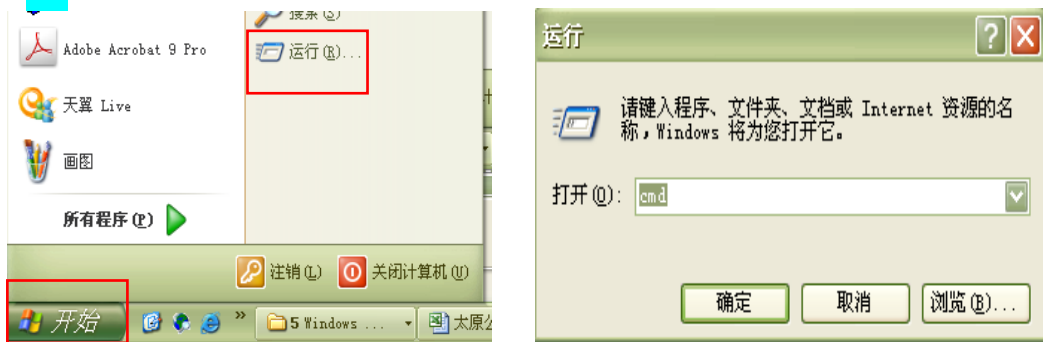 搜索(S)
Adobe Acrobat 9 Pro
运行(R)...
天翼 Live
画图
所有程序(P)
注销(L)
关闭计算机(U)
开始
»
5 Windows ...
太原
运行
请键入程序、文件夹、文档或 Internet 资源的名
称，Windows 将为您打开它。
打开(O):
cmd
确定
取消
浏览(B)...